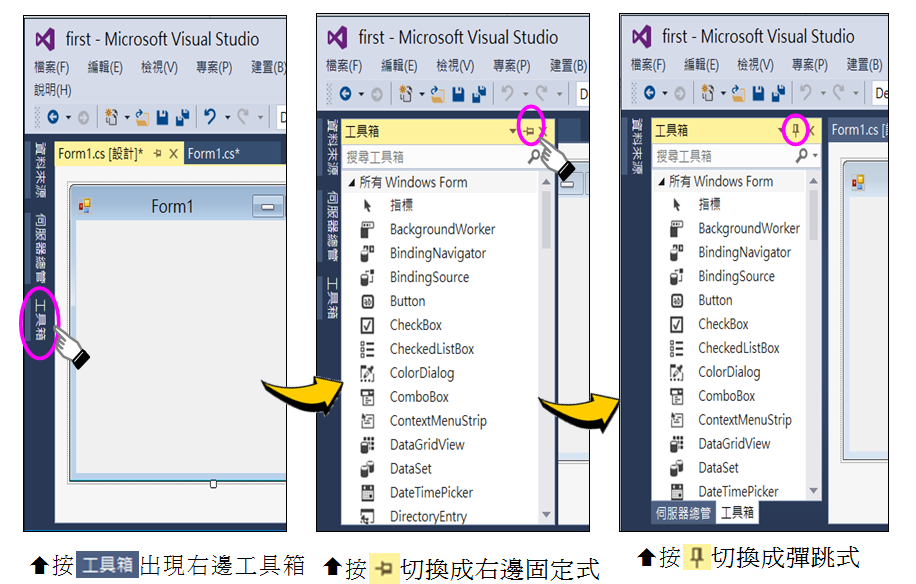 first - Microsoft Visual Studio
檔案(F) 編輯(E) 檢視(V) 專案(P) 建置(B)
說明(H)
Form1.cs [設計]* Form1.cs*
資料來源
伺服器總管
工具箱
Form1
first - Microsoft Visual Studio
檔案(F) 編輯(E) 檢視(V) 專案(P) 建置(B)
D
資料來源
伺服器總管
工具箱
工具箱
搜尋工具箱
所有 Windows Form
指標
BackgroundWorker
BindingNavigator
BindingSource
Button
CheckBox
CheckedListBox
ColorDialog
ComboBox
ContextMenuStrip
DataGridView
DataSet
DateTimePicker
DirectoryEntry
first - Microsoft Visual Studio
檔案(F) 編輯(E) 檢視(V) 專案(P) 建置(B)
De
資料來源
工具箱
Form1.cs [
搜尋工具箱
所有 Windows Form
指標
BackgroundWorker
BindingNavigator
BindingSource
Button
CheckBox
CheckedListBox
ColorDialog
ComboBox
ContextMenuStrip
DataGridView
DataSet
DateTimePicker
伺服器總管 工具箱
按 工具箱 出現右邊工具箱
按 切換成右邊固定式
按 切換成彈跳式